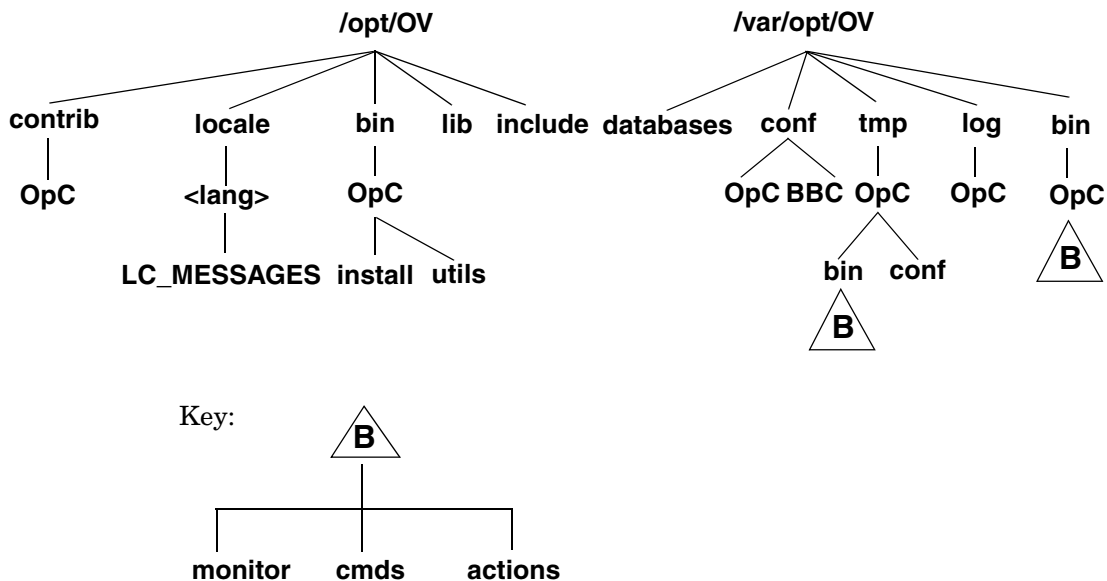 /opt/OV /var/opt/OV
contrib locale bin lib include databases conf tmp log bin
OpC <lang> OpC OpC BBC OpC OpC OpC
LC_MESSAGES install utils bin conf B
B
Key:
B
monitor cmds actions